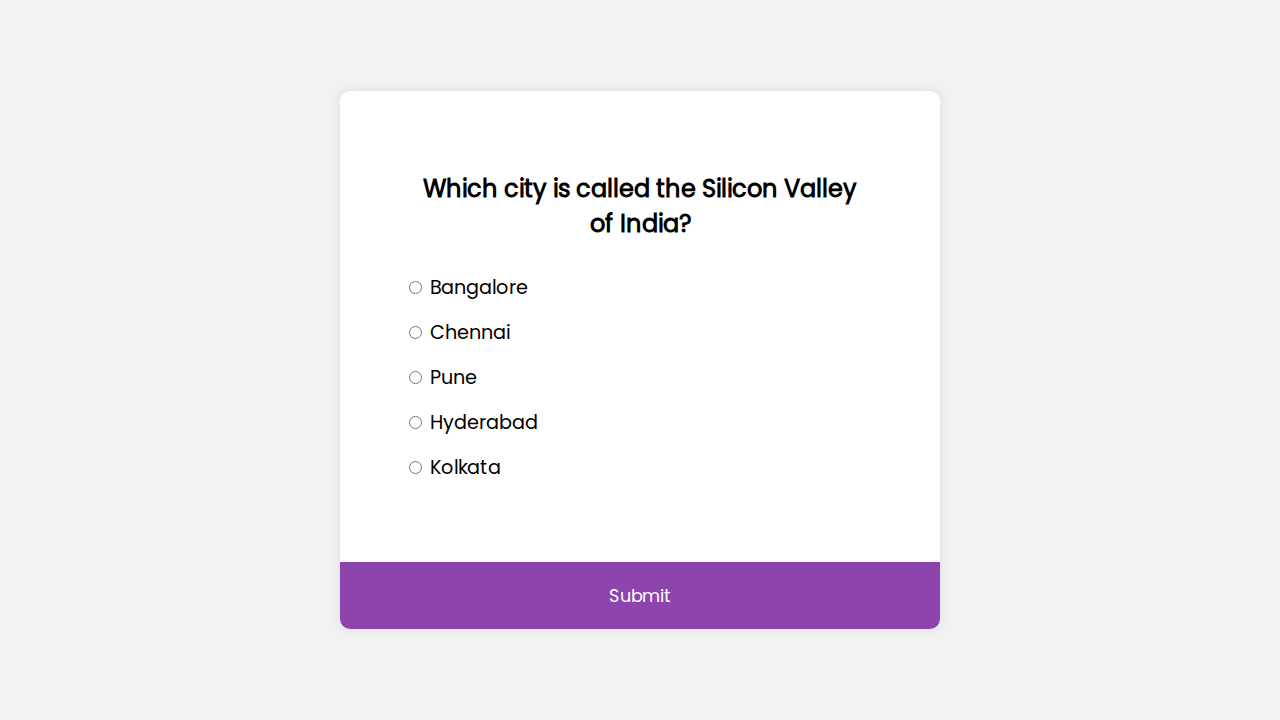 Which city is called the Silicon Valley
of India?
Bangalore
Chennai
Pune
Hyderabad
Kolkata
Submit